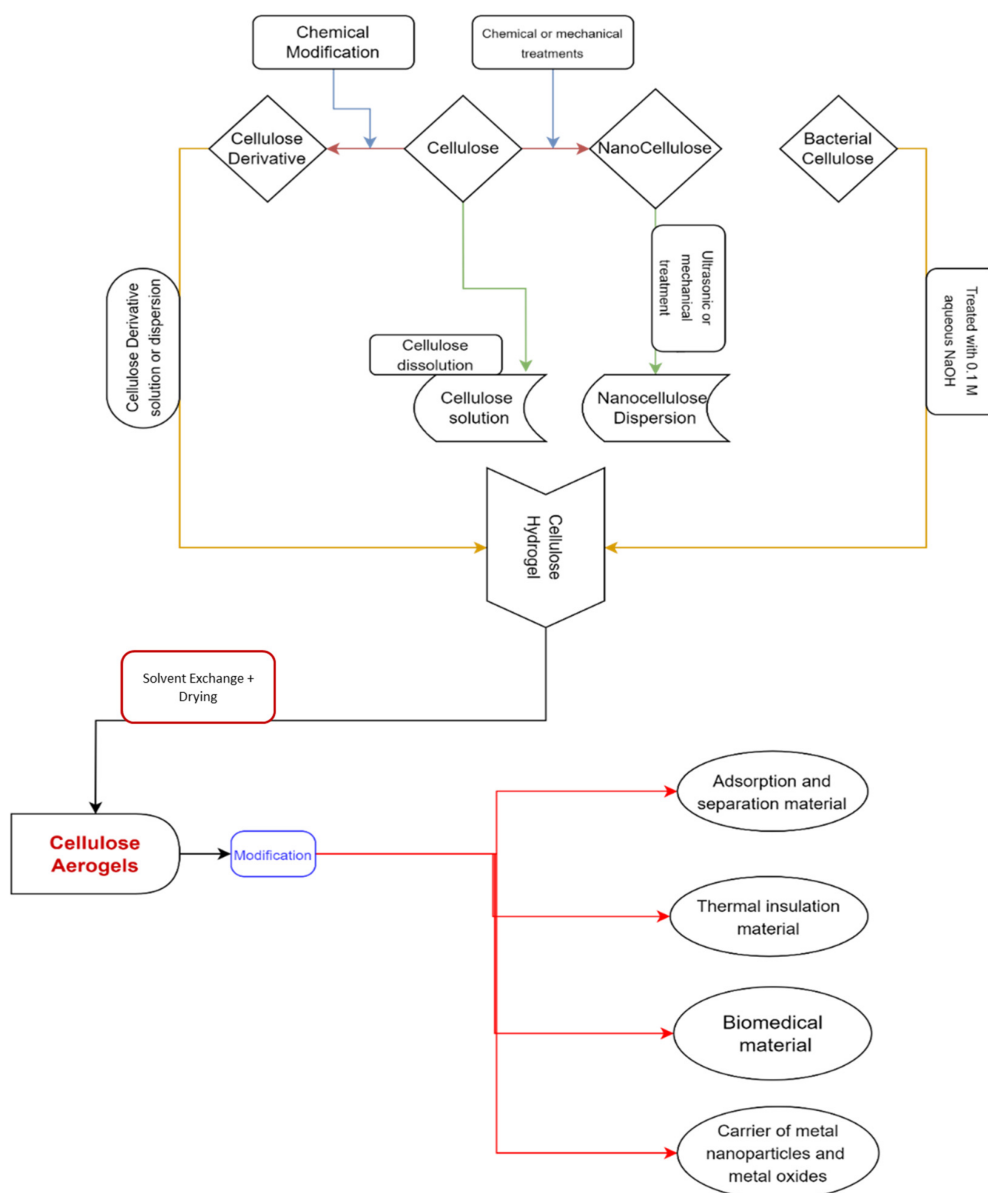 Chemical
Modification
Chemical or mechanical
treatments
Cellulose
Derivative
Cellulose
NanoCellulose
Bacterial
Cellulose
Cellulose Derivative
solution or dispersion
Ultrasonic or
mechanical
treatment
Treated with 0.1 M
aqueous NaOH
Cellulose
dissolution
Cellulose
solution
Nanocellulose
Dispersion
Cellulose
Hydrogel
Solvent Exchange +
Drying
Cellulose
Aerogels
Modification
Adsorption and
separation material
Thermal insulation
material
Biomedical
material
Carrier of metal
nanoparticles and
metal oxides